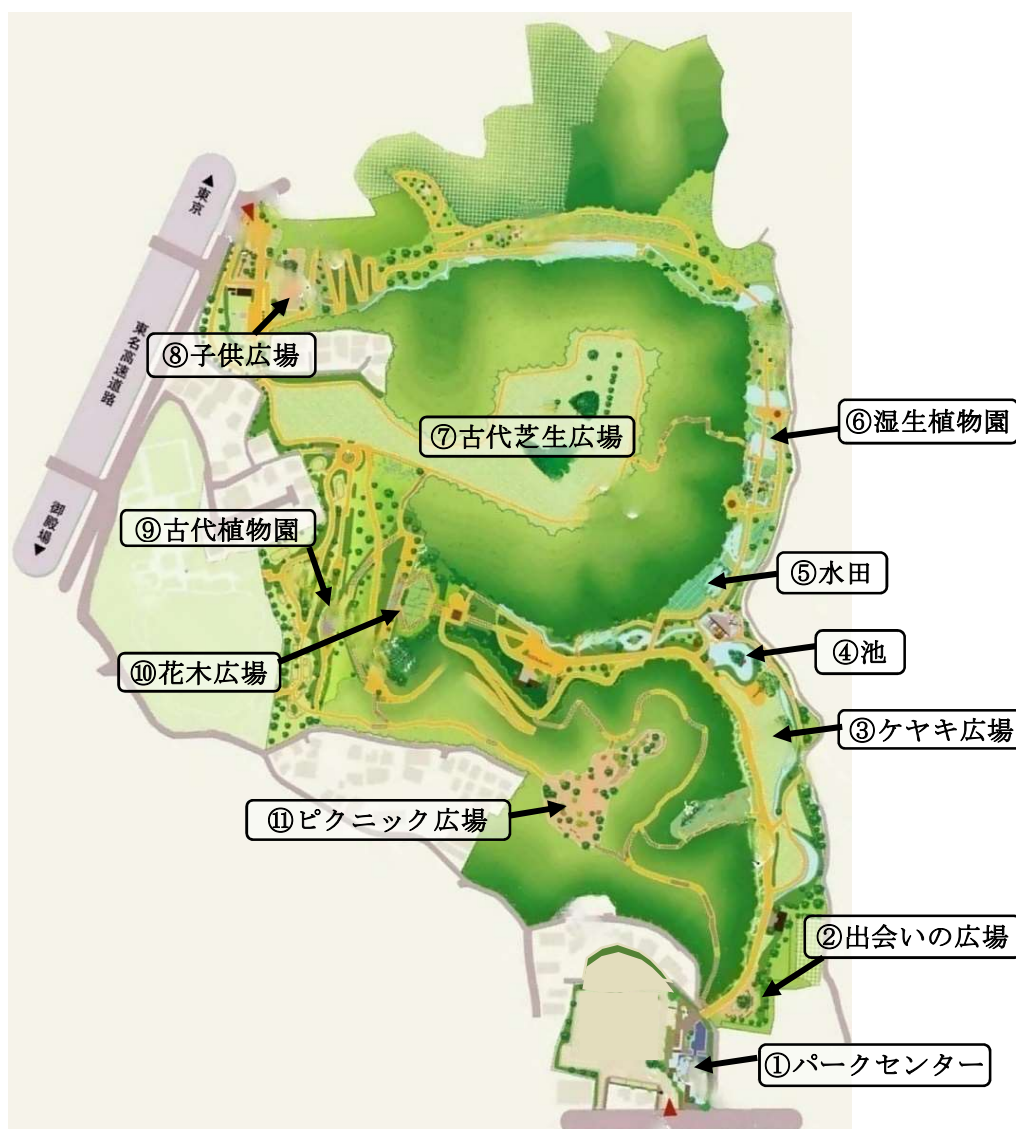 ▲東京
東名高速道路
御殿場▼
⑧子供広場
⑦古代芝生広場
⑥湿生植物園
⑨古代植物園
⑤水田
④池
⑩花木広場
③ケヤキ広場
⑪ピクニック広場
②出会いの広場
①パークセンター